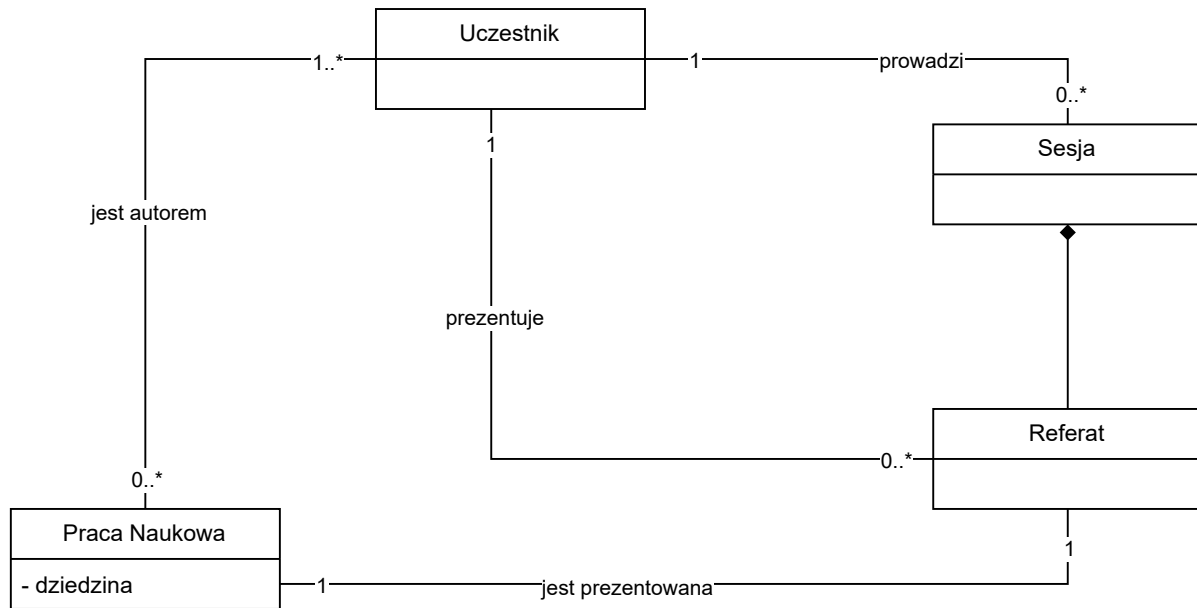 Uczestnik
1..*
1
prowadzi
0..*
1
Sesja
jest autorem
prezentuje
Referat
0..*
0..*
Praca Naukowa
1
- dziedzina
1
jest prezentowana